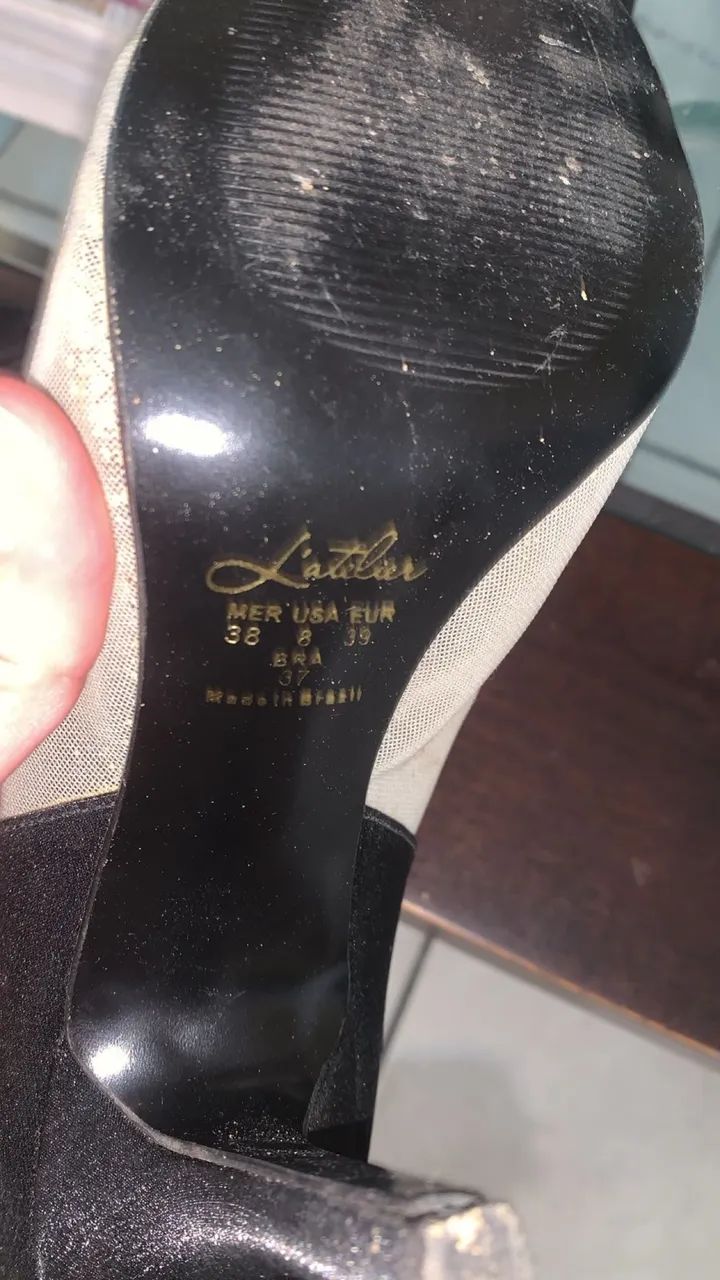 L'atelier
MER USA EUR
38 8 39
BRA
37
Made in Brazil